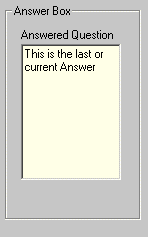 Answer Box
Answered Question
This is the last or
current Answer